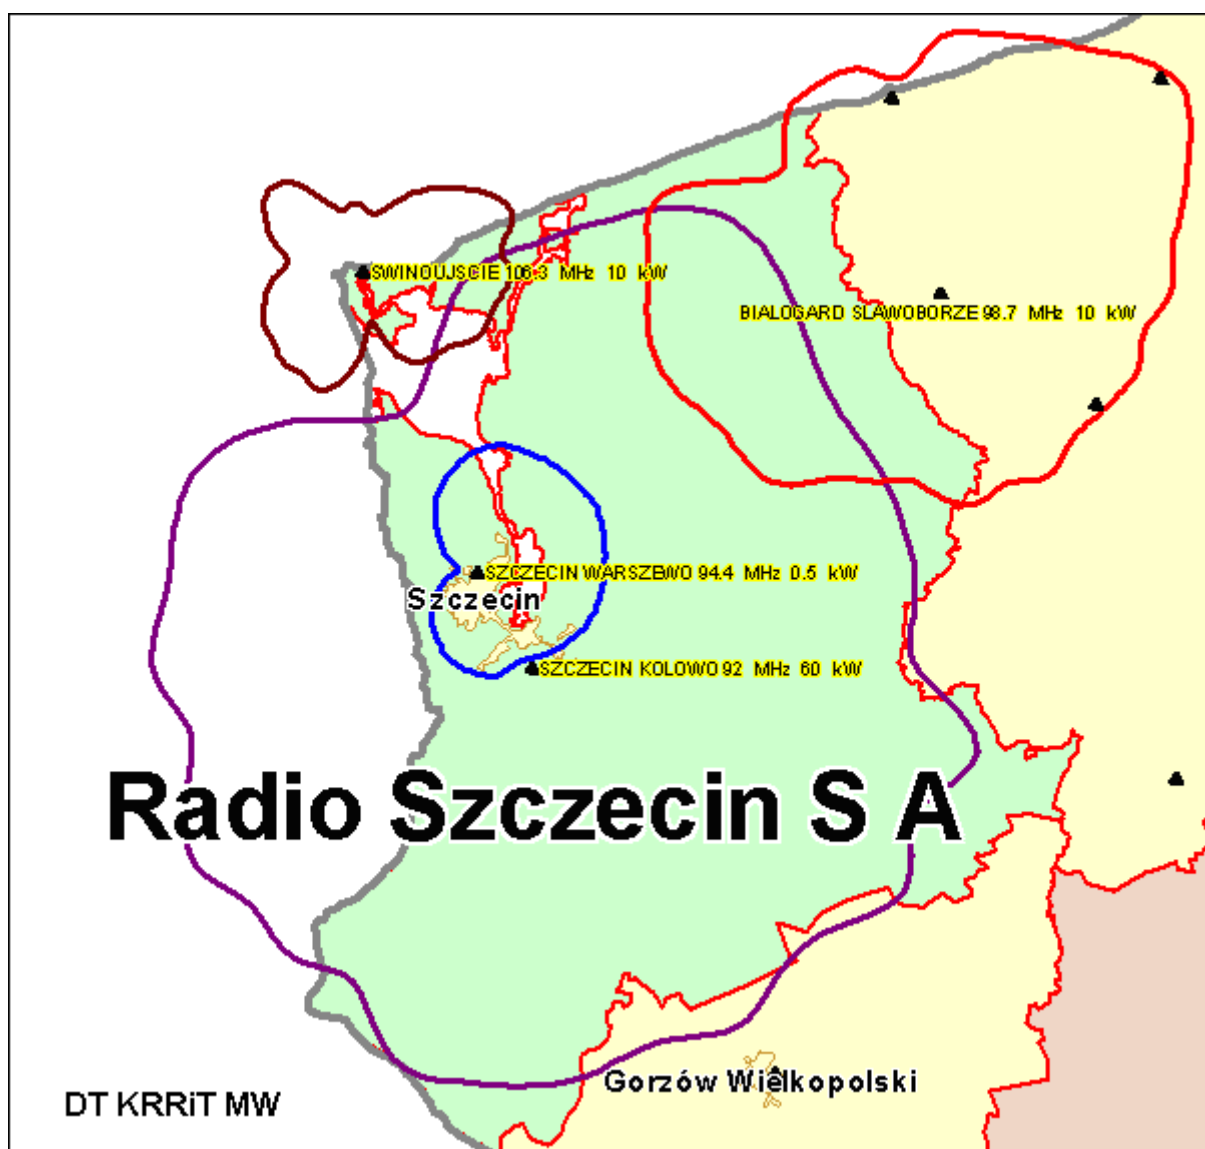 SWINOUJSCIE 106.3 MHz 10 kW
BIALOGARD SLAWOBORZE 98.7 MHz 10 kW
SZCZECIN WARSZEWO 94.4 MHz 0.5 kW
Szczecin
SZCZECIN KOLOWO 92 MHz 60 kW
Radio Szczecin S A
Gorzów Wielkopolski
DT KRRiT MW